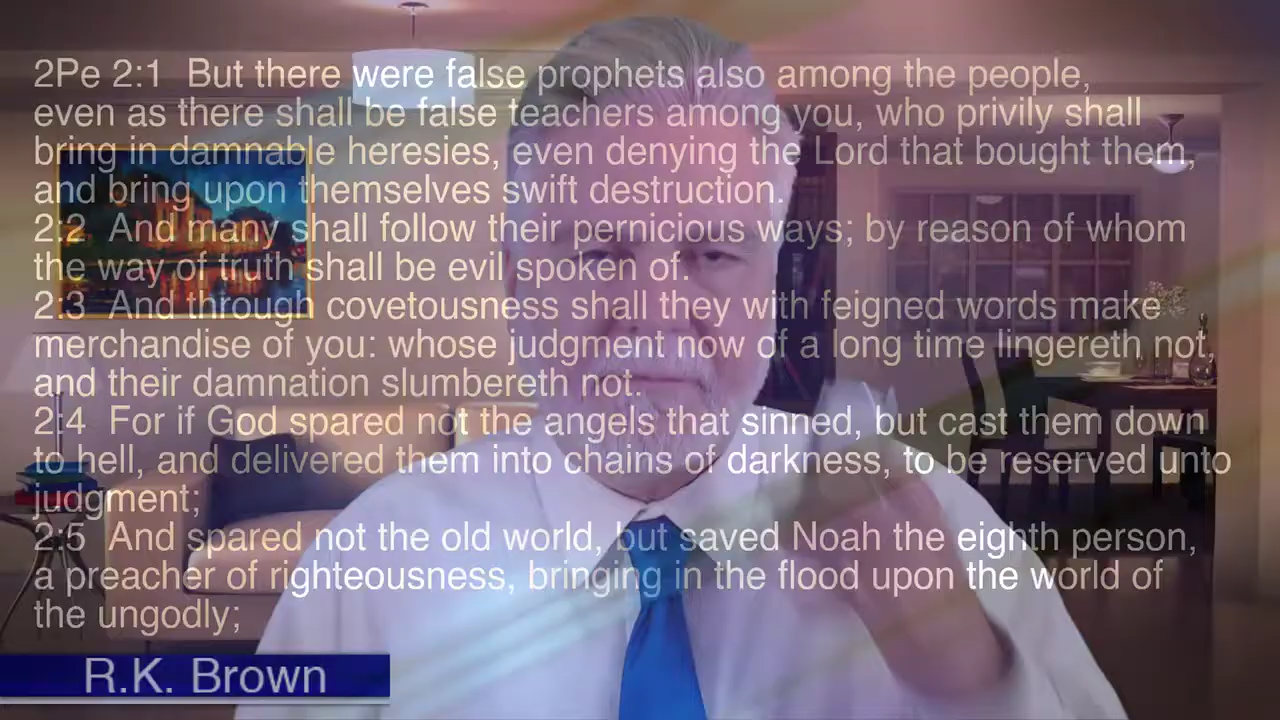 2Pe 2:1 But there were false prophets also among the people,
even as there shall be false teachers among you, who privily shall
bring in damnable heresies, even denying the Lord that bought them,
and bring upon themselves swift destruction.
2:2 And many shall follow their pernicious ways; by reason of whom
the way of truth shall be evil spoken of.
2:3 And through covetousness shall they with feigned words make
merchandise of you: whose judgment now of a long time lingereth not,
and their damnation slumbereth not.
2:4 For if God spared not the angels that sinned, but cast them down
to hell, and delivered them into chains of darkness, to be reserved unto
judgment;
2:5 And spared not the old world, but saved Noah the eighth person,
a preacher of righteousness, bringing in the flood upon the world of
the ungodly;
R.K. Brown